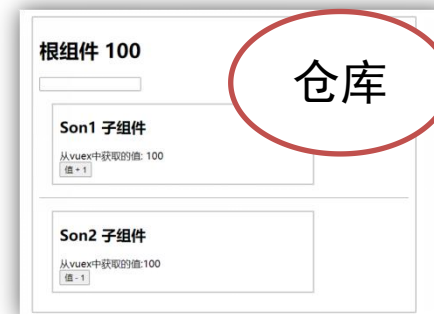 根组件 100
仓库
Son1 子组件
从vuex中获取的值: 100
值 + 1
Son2 子组件
从vuex中获取的值:100
值 - 1